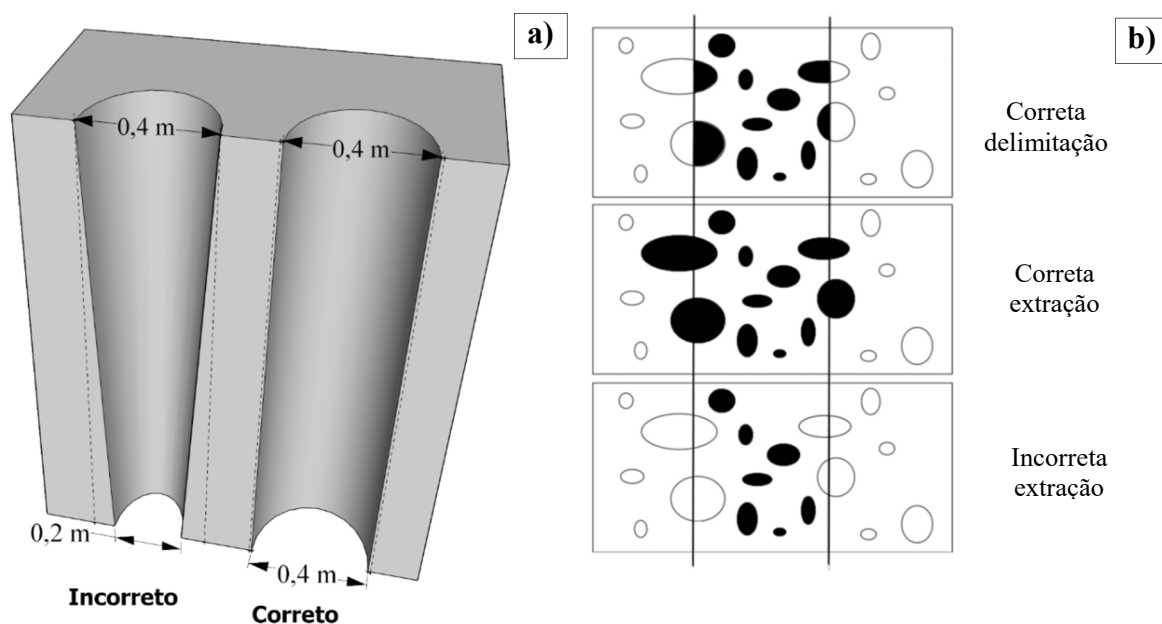 a)
0,4 m
0,4 m
0,2 m
0,4 m
Incorreto
Correto
b)
Correta
delimitação
Correta
extração
Incorreta
extração